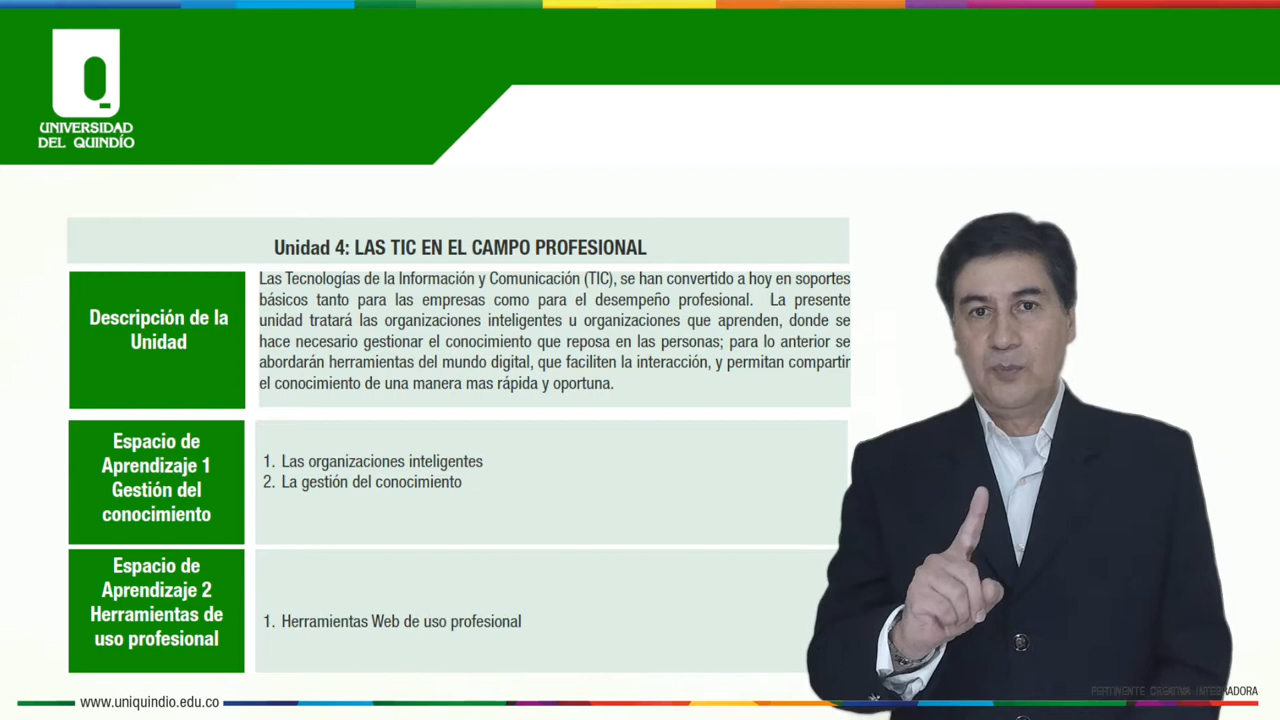 UNIVERSIDAD
DEL QUINDÍO
Unidad 4: LAS TIC EN EL CAMPO PROFESIONAL
Descripción de la
Unidad
Las Tecnologías de la Información y Comunicación (TIC), se han convertido a hoy en soportes
básicos tanto para las empresas como para el desempeño profesional. La presente
unidad tratará las organizaciones inteligentes u organizaciones que aprenden, donde se
hace necesario gestionar el conocimiento que reposa en las personas; para lo anterior se
abordarán herramientas del mundo digital, que faciliten la interacción, y permitan compartir
el conocimiento de una manera mas rápida y oportuna.
Espacio de
Aprendizaje 1
Gestión del
conocimiento
1. Las organizaciones inteligentes
2. La gestión del conocimiento
Espacio de
Aprendizaje 2
Herramientas de
uso profesional
1. Herramientas Web de uso profesional
www.uniquindio.edu.co
PERTINENTE CREATIVA INTEGRADORA